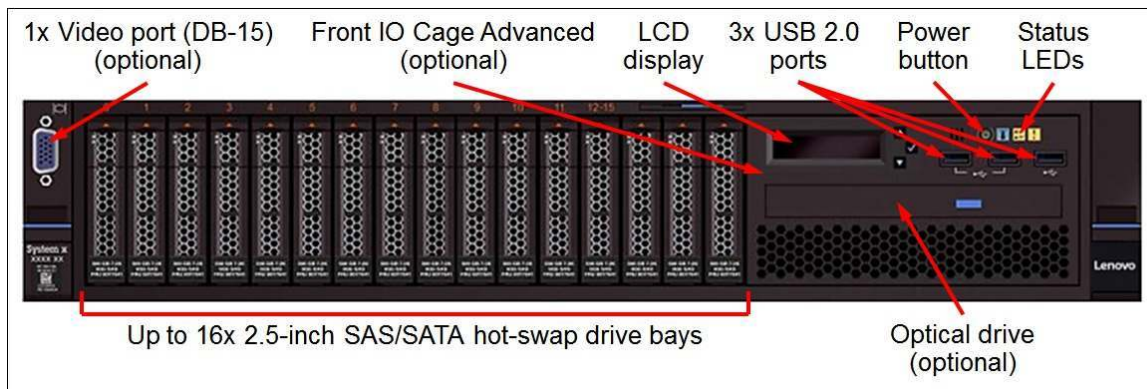 1x Video port (DB-15)
(optional)
Front IO Cage Advanced
(optional)
LCD
display
3x USB 2.0
ports
Power
button
Status
LEDs
0 1 2 3 4 5 6 7 8 9 10 11 12-15
System x
XXXX XX
Lenovo
Up to 16x 2.5-inch SAS/SATA hot-swap drive bays
Optical drive
(optional)